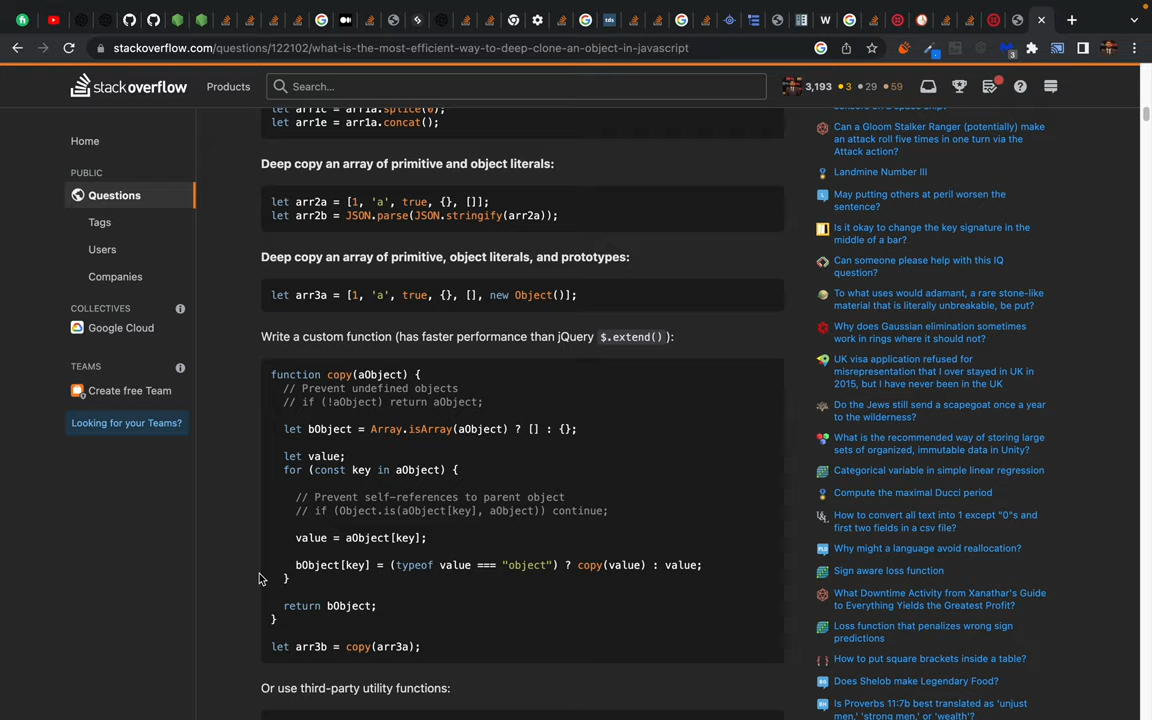 stackoverflow.com/questions/122102/what-is-the-most-efficient-way-to-deep-clone-an-object-in-javascript
3
stackoverflow
Products
Search...
3,193 3 29 59
let arr1c = arr1a.splice(0);
let arr1e = arr1a.concat();
Deep copy an array of primitive and object literals:
let arr2a = [1, 'a', true, {}, []];
let arr2b = JSON.parse(JSON.stringify(arr2a));
Deep copy an array of primitive, object literals, and prototypes:
let arr3a = [1, 'a', true, {}, [], new Object()];
Write a custom function (has faster performance than jQuery $.extend() ):
function copy(aObject) {
// Prevent undefined objects
// if (!aObject) return aObject;
let bObject = Array.isArray(aObject) ? [] : {};
let value;
for (const key in aObject) {
// Prevent self-references to parent object
// if (Object.is(aObject[key], aObject)) continue;
value = aObject[key];
bObject[key] = (typeof value === "object") ? copy(value) : value;
}
return bObject;
}
let arr3b = copy(arr3a);
Or use third-party utility functions:
Home
PUBLIC
Questions
Tags
Users
Companies
COLLECTIVES
Google Cloud
TEAMS
Create free Team
Looking for your Teams?
Can a Gloom Stalker Ranger (potentially) make
an attack roll five times in one turn via the
Attack action?
Landmine Number III
May putting others at peril worsen the
sentence?
Is it okay to change the key signature in the
middle of a bar?
Can someone please help with this IQ
question?
To what uses would adamant, a rare stone-like
material that is literally unbreakable, be put?
Why does Gaussian elimination sometimes
work in rings where it should not?
UK visa application refused for
misrepresentation that I over stayed in UK in
2015, but I have never been in the UK
Do the Jews still send a scapegoat once a year
to the wilderness?
What is the recommended way of storing large
sets of organized, immutable data in Unity?
Categorical variable in simple linear regression
Compute the maximal Ducci period
How to convert all text into 1 except "0"s and
first two fields in a csv file?
Why might a language avoid reallocation?
Sign aware loss function
What Downtime Activity from Xanathar's Guide
to Everything Yields the Greatest Profit?
Loss function that penalizes wrong sign
predictions
How to put square brackets inside a table?
Does Shelob make Legendary Food?
Is Proverbs 11:7b best translated as 'unjust
men,' 'strong men,' or 'wealth'?